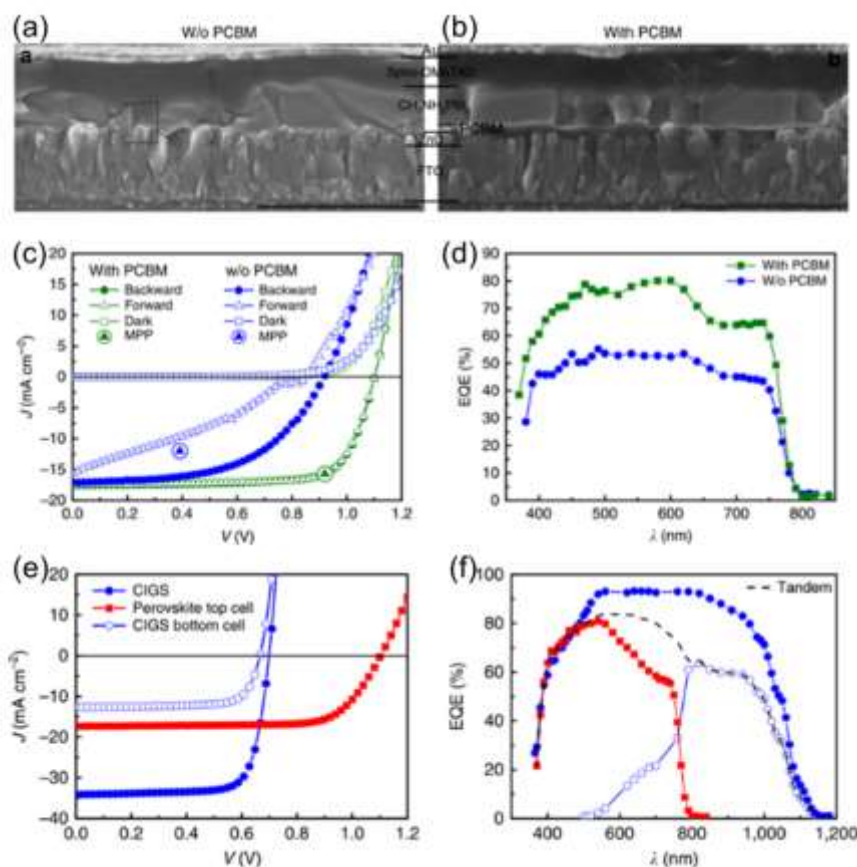 (a)
W/o PCBM
(b)
With PCBM
a
b
Au
FTO
(c)
With PCBM
w/o PCBM
Backward
Backward
Forward
Forward
Dark
Dark
MPP
MPP
20
15
10
5
0
−5
−10
−15
−20
J (mA cm⁻²)
0.0 0.2 0.4 0.6 0.8 1.0 1.2
V (V)
(d)
With PCBM
W/o PCBM
90
80
70
60
50
40
30
20
10
0
EQE (%)
400 500 600 700 800
λ (nm)
(e)
CIGS
Perovskite top cell
CIGS bottom cell
20
10
0
−10
−20
−30
−40
J (mA cm⁻²)
0.0 0.2 0.4 0.6 0.8 1.0 1.2
V (V)
(f)
Tandem
100
80
60
40
20
0
EQE (%)
400 600 800 1,000 1,200
λ (nm)